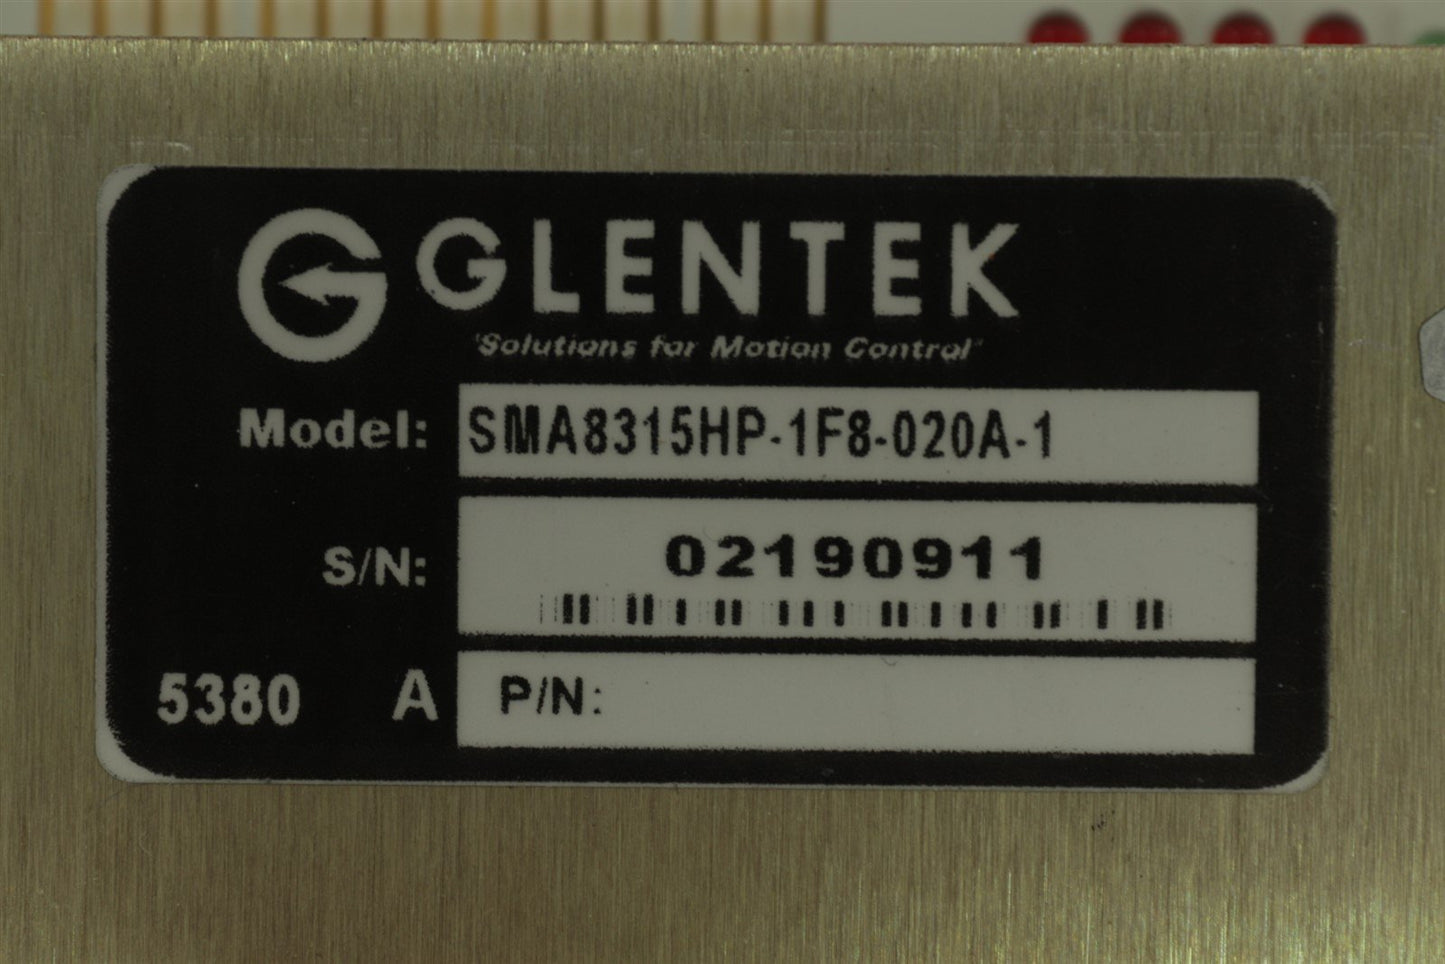 GLENTEK
"Solutions for Motion Control"
Model: SMA8315HP-1F8-020A-1
S/N: 02190911
5380 A P/N: